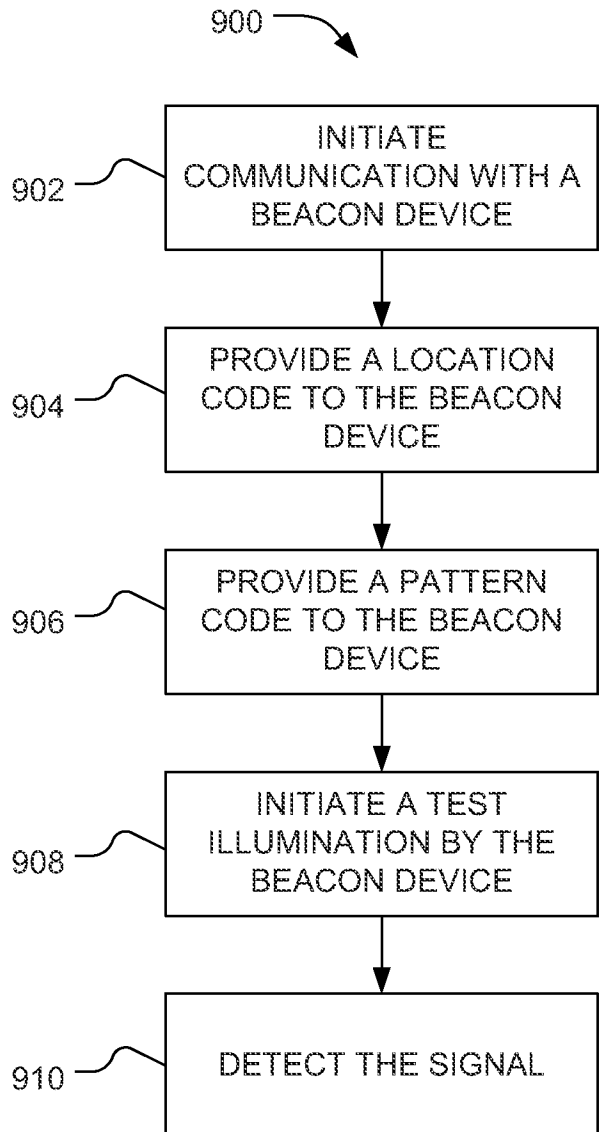 900
INITIATE
COMMUNICATION WITH A
BEACON DEVICE
902
PROVIDE A LOCATION
CODE TO THE BEACON
DEVICE
904
PROVIDE A PATTERN
CODE TO THE BEACON
DEVICE
906
INITIATE A TEST
ILLUMINATION BY THE
BEACON DEVICE
908
DETECT THE SIGNAL
910